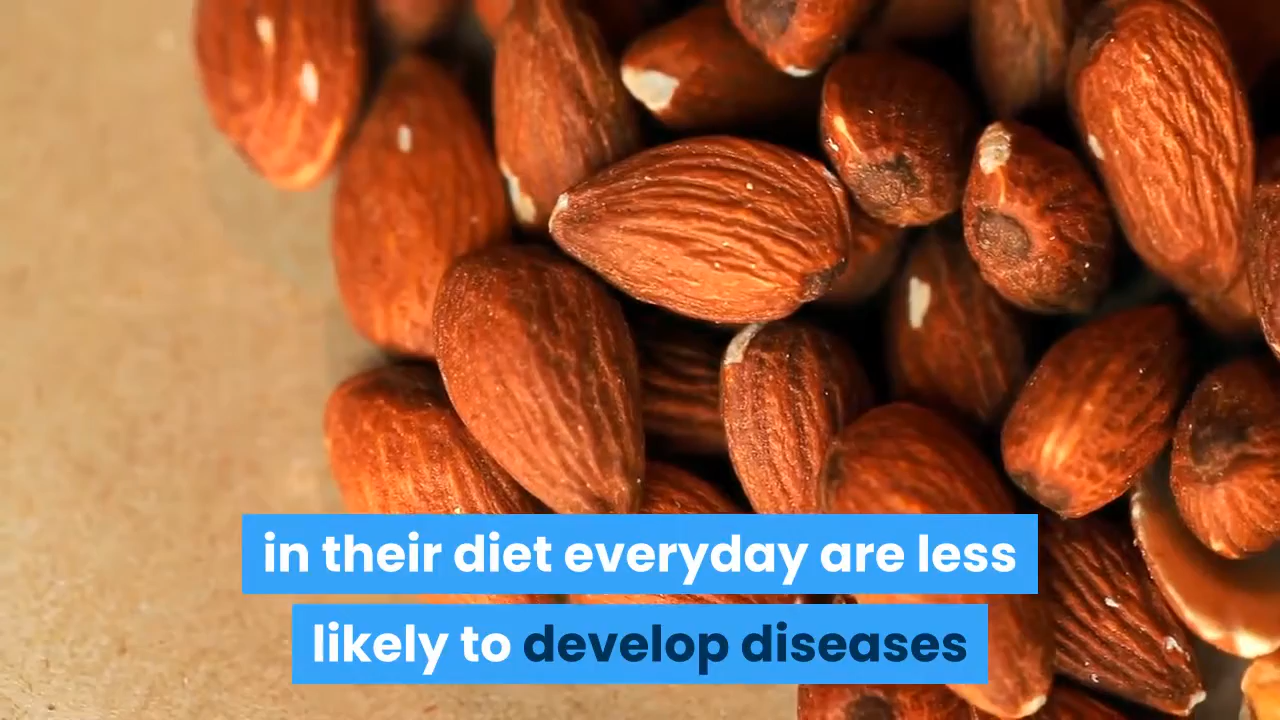 in their diet everyday are less
likely to develop diseases